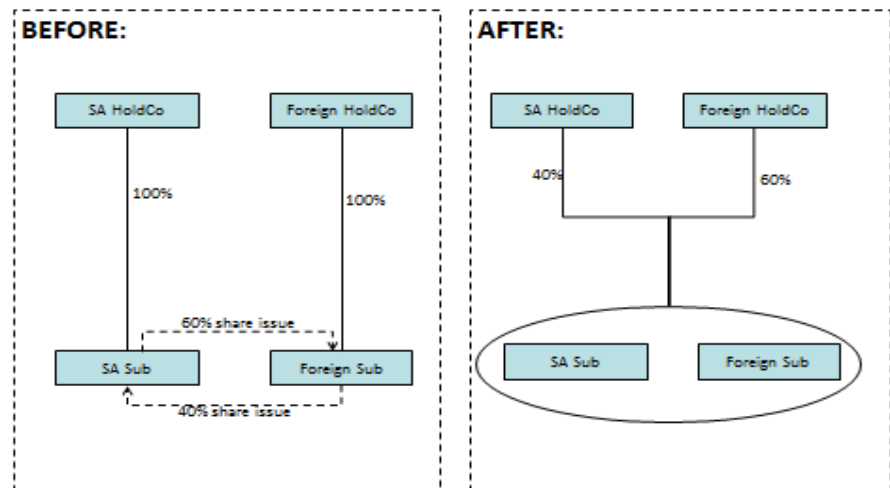 BEFORE:
SA HoldCo
Foreign HoldCo
100%
100%
60% share issue
SA Sub
Foreign Sub
40% share issue
AFTER:
SA HoldCo
Foreign HoldCo
40%
60%
SA Sub
Foreign Sub